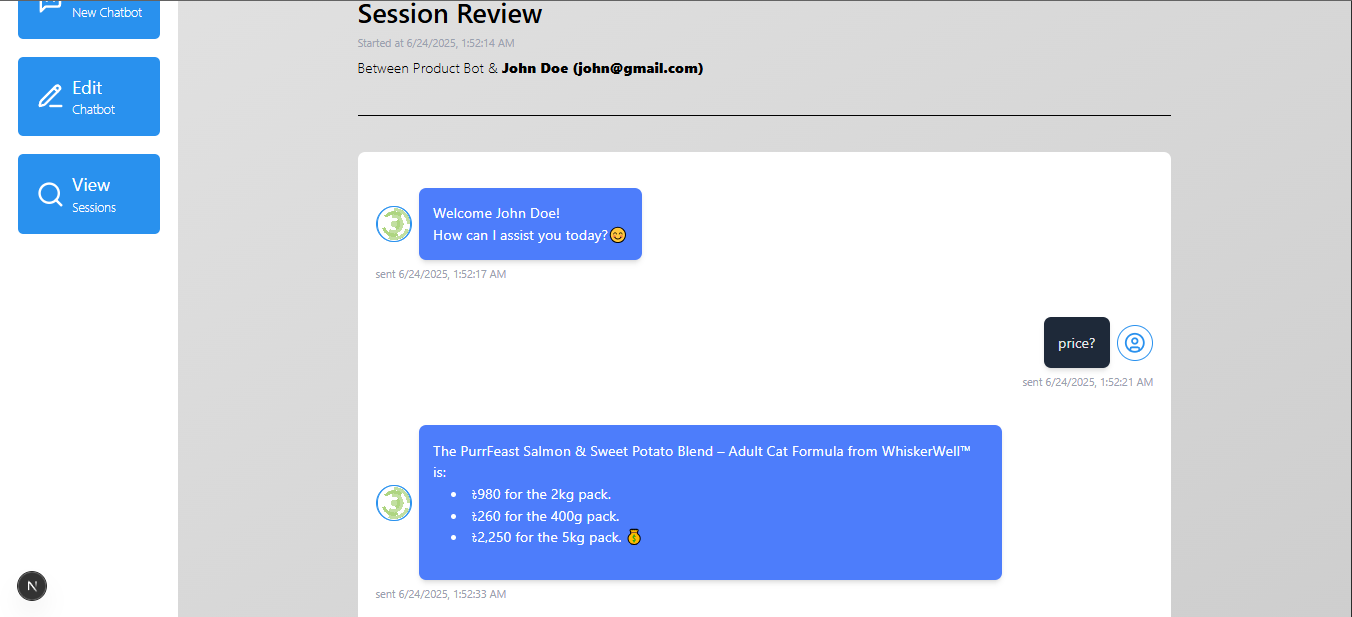 New Chatbot
Edit
Chatbot
View
Sessions
N
Session Review
Started at 6/24/2025, 1:52:14 AM
Between Product Bot & John Doe (john@gmail.com)
Welcome John Doe!
How can I assist you today?😊
sent 6/24/2025, 1:52:17 AM
price?
sent 6/24/2025, 1:52:21 AM
The PurrFeast Salmon & Sweet Potato Blend – Adult Cat Formula from WhiskerWell™
is:
• ৳980 for the 2kg pack.
• ৳260 for the 400g pack.
• ৳2,250 for the 5kg pack. 💰
sent 6/24/2025, 1:52:33 AM